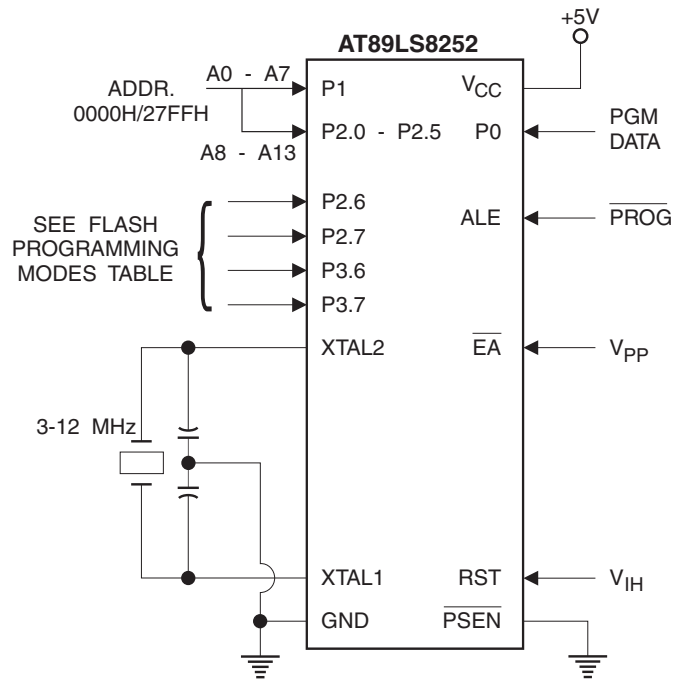 +5V
AT89LS8252
A0 - A7
ADDR.
0000H/27FFH
P1
VCC
A8 - A13
P2.0 - P2.5
P0
PGM
DATA
P2.6
SEE FLASH
PROGRAMMING
MODES TABLE
P2.7
P3.6
P3.7
ALE
PROG
XTAL2
EA
VPP
3-12 MHz
XTAL1
RST
VIH
GND
PSEN